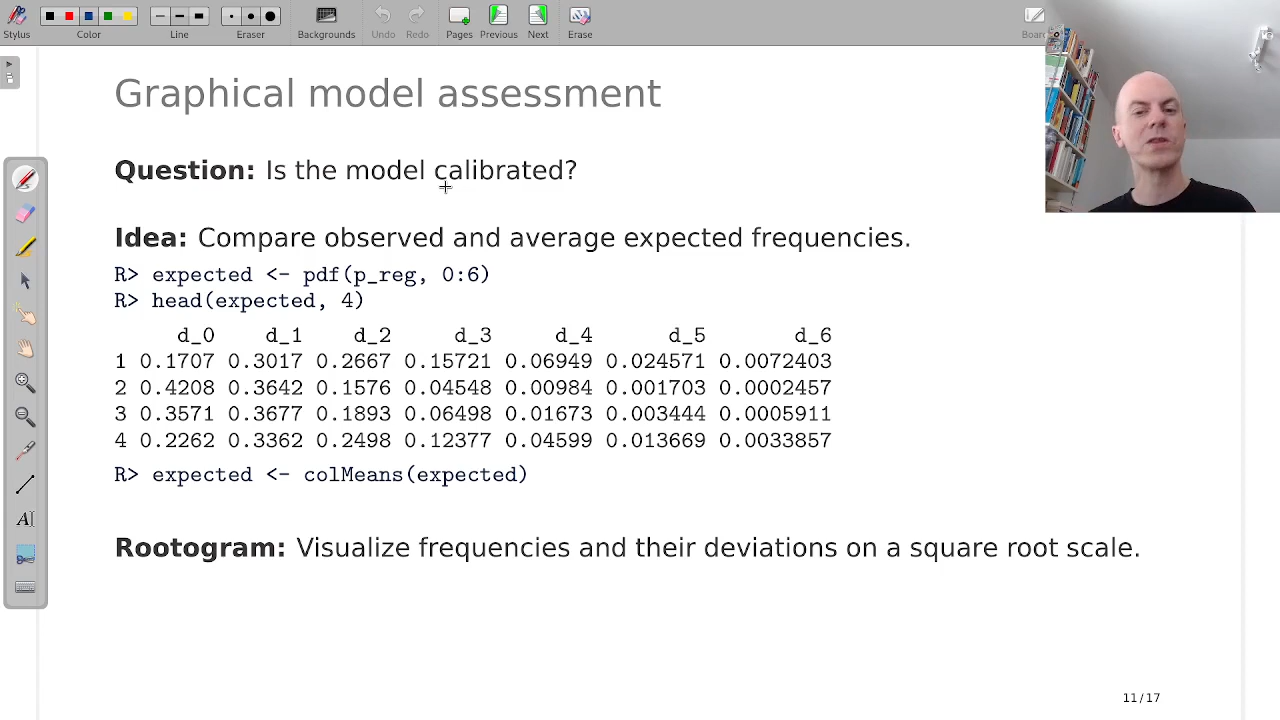 Stylus Color Line Eraser Backgrounds Undo Redo Pages Previous Next Erase
Graphical model assessment
Question: Is the model calibrated?
Idea: Compare observed and average expected frequencies.
R> expected <- pdf(p_reg, 0:6)
R> head(expected, 4)
d_0 d_1 d_2 d_3 d_4 d_5 d_6
1 0.1707 0.3017 0.2667 0.15721 0.06949 0.024571 0.0072403
2 0.4208 0.3642 0.1576 0.04548 0.00984 0.001703 0.0002457
3 0.3571 0.3677 0.1893 0.06498 0.01673 0.003444 0.0005911
4 0.2262 0.3362 0.2498 0.12377 0.04599 0.013669 0.0033857
R> expected <- colMeans(expected)
Rootogram: Visualize frequencies and their deviations on a square root scale.
11/17